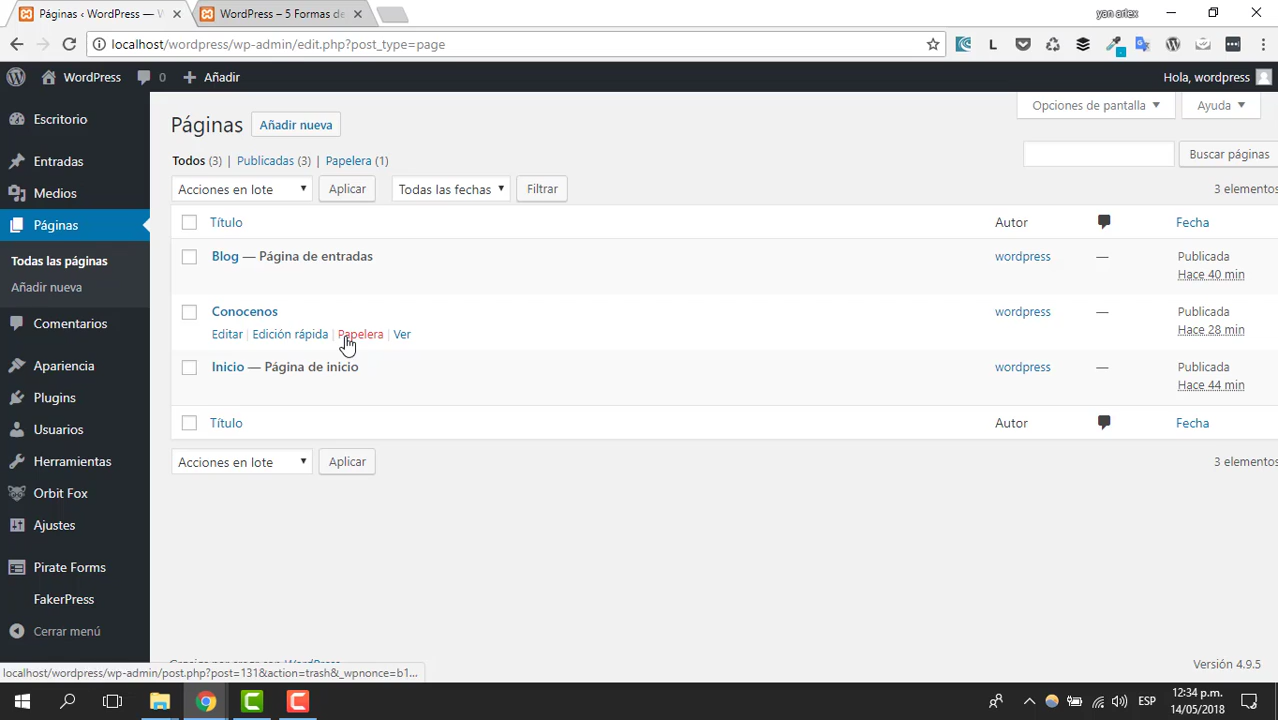 Páginas ‹ WordPress — W
WordPress – 5 Formas de
yan artex
localhost/wordpress/wp-admin/edit.php?post_type=page
WordPress
0
Añadir
Hola, wordpress
Escritorio
Entradas
Medios
Páginas
Todas las páginas
Añadir nueva
Comentarios
Apariencia
Plugins
Usuarios
Herramientas
Orbit Fox
Ajustes
Pirate Forms
FakerPress
Cerrar menú
Opciones de pantalla
Ayuda
Páginas
Añadir nueva
Todos (3) | Publicadas (3) | Papelera (1)
Buscar páginas
Acciones en lote
Aplicar
Todas las fechas
Filtrar
3 elementos
Título
Autor
Fecha
Blog — Página de entradas
wordpress
—
Publicada
Hace 40 min
Conocenos
wordpress
—
Publicada
Hace 28 min
Editar | Edición rápida | Papelera | Ver
Inicio — Página de inicio
wordpress
—
Publicada
Hace 44 min
Título
Autor
Fecha
Acciones en lote
Aplicar
3 elementos
WordPress
Versión 4.9.5
localhost/wordpress/wp-admin/post.php?post=131&action=trash&_wpnonce=b1...
ESP
12:34 p.m.
14/05/2018